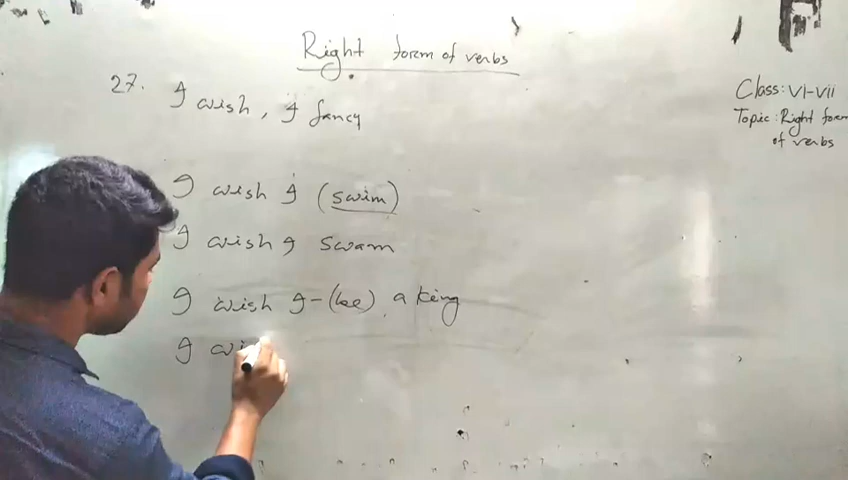 Right form of verbs
27. I wish, I fancy
Class: VI-VII
Topic: Right form
of verbs
I wish I (swim)
I wish I swam
I wish I - (be) a king
I wi